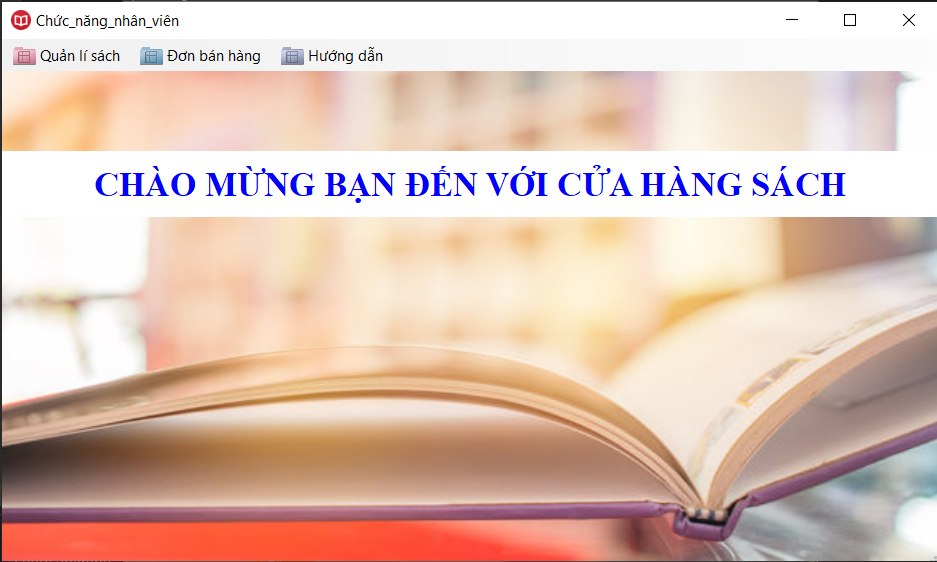 Chức_năng_nhân_viên
Quản lí sách Đơn bán hàng Hướng dẫn
CHÀO MỪNG BẠN ĐẾN VỚI CỬA HÀNG SÁCH